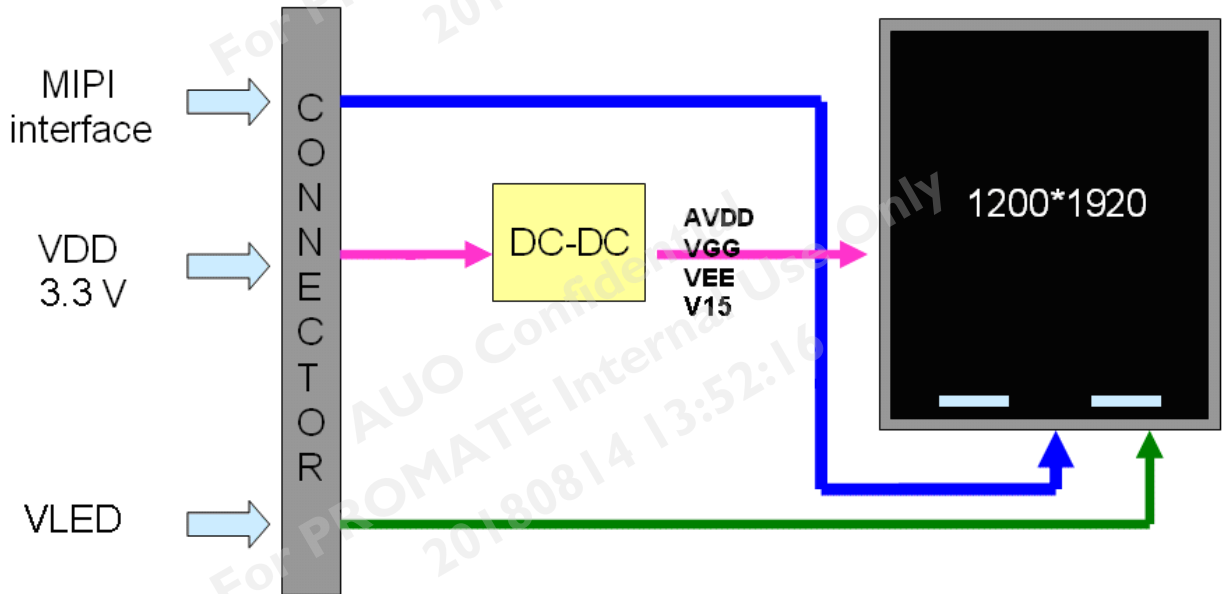 MIPI
interface
VDD
3.3 V
VLED
CONNECTOR
DC-DC
AVDD
VGG
VEE
V15
1200*1920
For PROMATE Internal Use Only
AUO Confidential
20180814 13:52:16